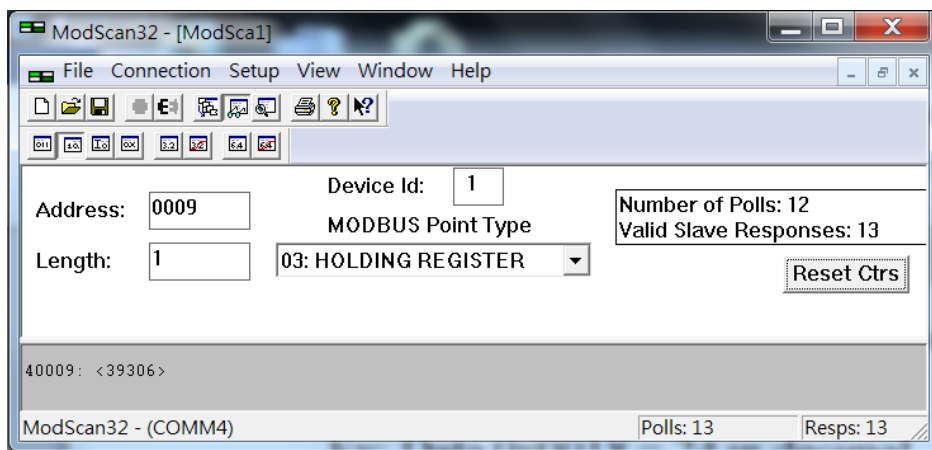 ModScan32 - [ModSca1]
File Connection Setup View Window Help
Device Id: 1
Address: 0009
MODBUS Point Type
Number of Polls: 12
Valid Slave Responses: 13
Length: 1
03: HOLDING REGISTER
Reset Ctrs
40009: <39306>
ModScan32 - (COMM4) Polls: 13 Resps: 13